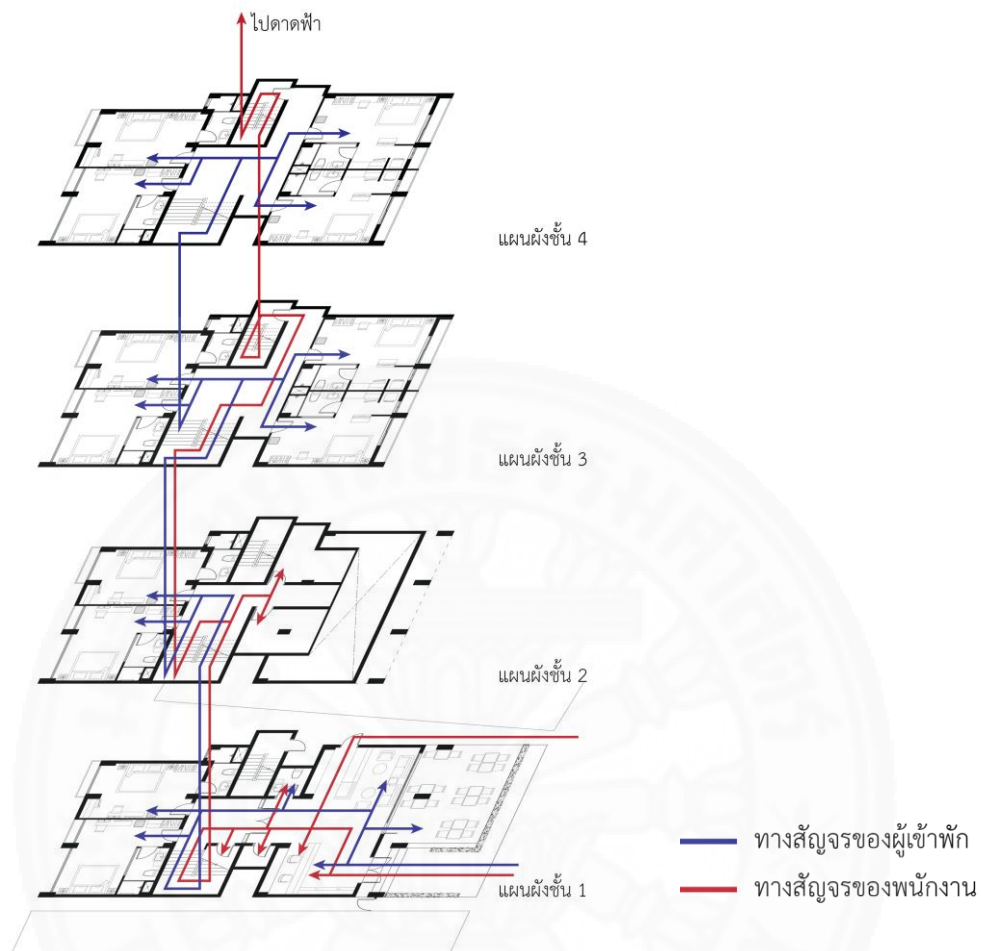 ไปดาดฟ้า
แผนผังชั้น 4
แผนผังชั้น 3
แผนผังชั้น 2
ทางสัญจรของผู้เข้าพัก
ทางสัญจรของพนักงาน
แผนผังชั้น 1